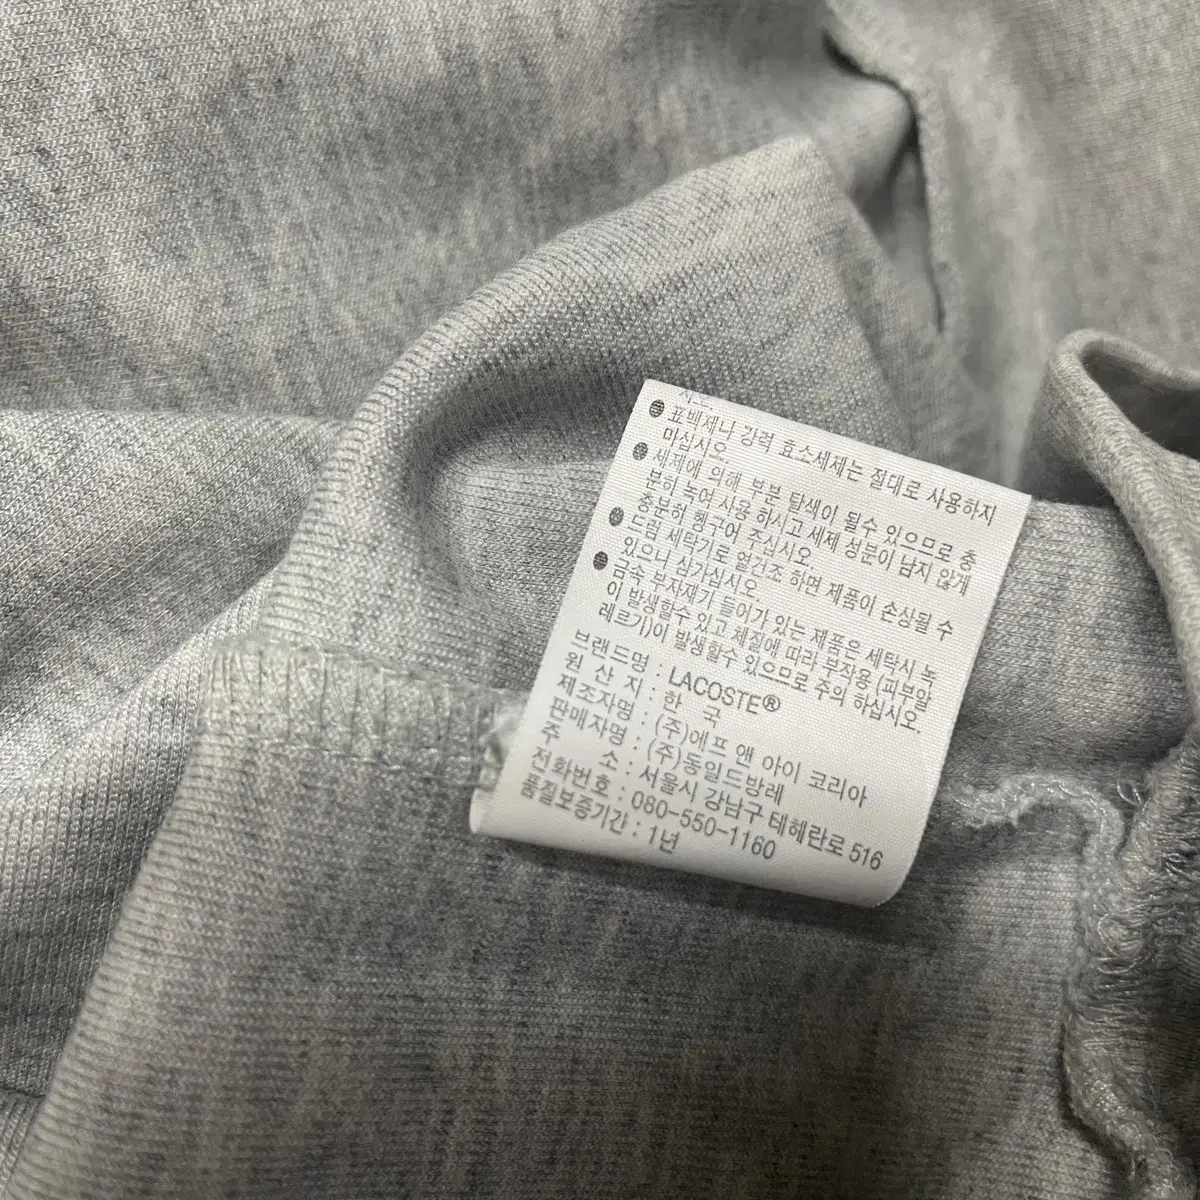 ● 표백제나 강력 효소세제는 절대로 사용하지
마십시오.
● 세제에 의해 부분 탈색이 될수 있으므로 충
분히 녹여 사용 하시고 세제 성분이 남지 않게
충분히 헹구어 주십시오.
● 드럼 세탁기로 열건조 하면 제품이 손상될 수
있으니 삼가십시오.
● 금속 부자재가 들어가 있는 제품은 세탁시 녹
이 발생할수 있고 체질에 따라 부작용 (피부알
레르기)이 발생할수 있으므로 주의 하십시오.
브랜드명 : LACOSTE®
원 산 지 : 한 국
제조자명 : (주)에프 앤 아이 코리아
판매자명 : (주)동일드방레
주 소 : 서울시 강남구 테헤란로 516
전화번호 : 080-550-1160
품질보증기간 : 1년